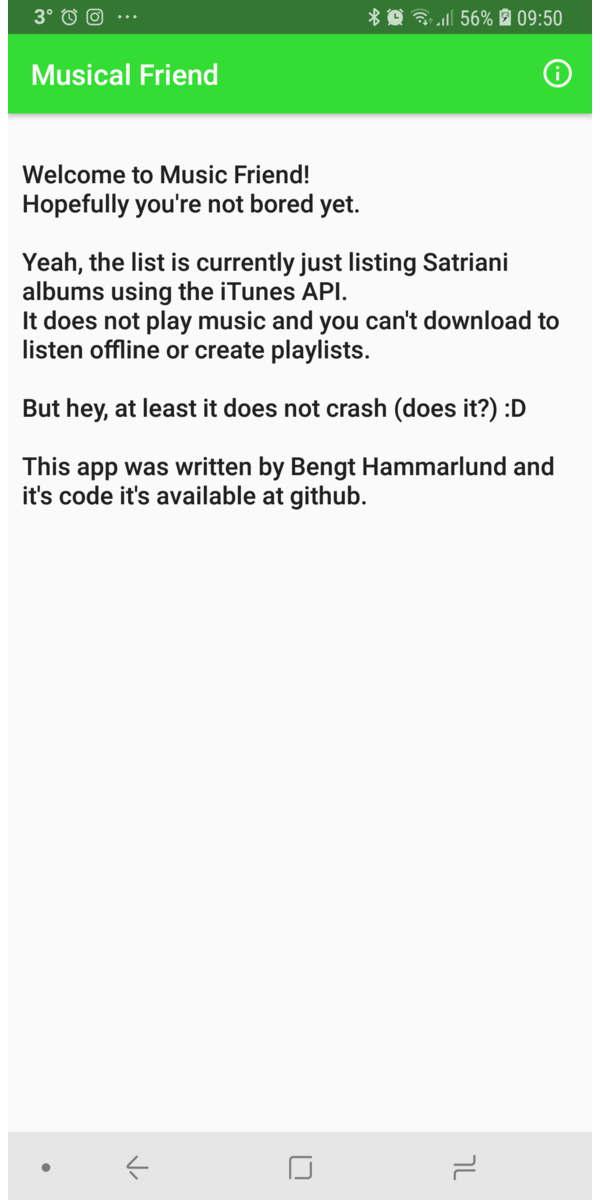 3° 56% 09:50
Musical Friend
Welcome to Music Friend!
Hopefully you're not bored yet.
Yeah, the list is currently just listing Satriani
albums using the iTunes API.
It does not play music and you can't download to
listen offline or create playlists.
But hey, at least it does not crash (does it?) :D
This app was written by Bengt Hammarlund and
it's code it's available at github.